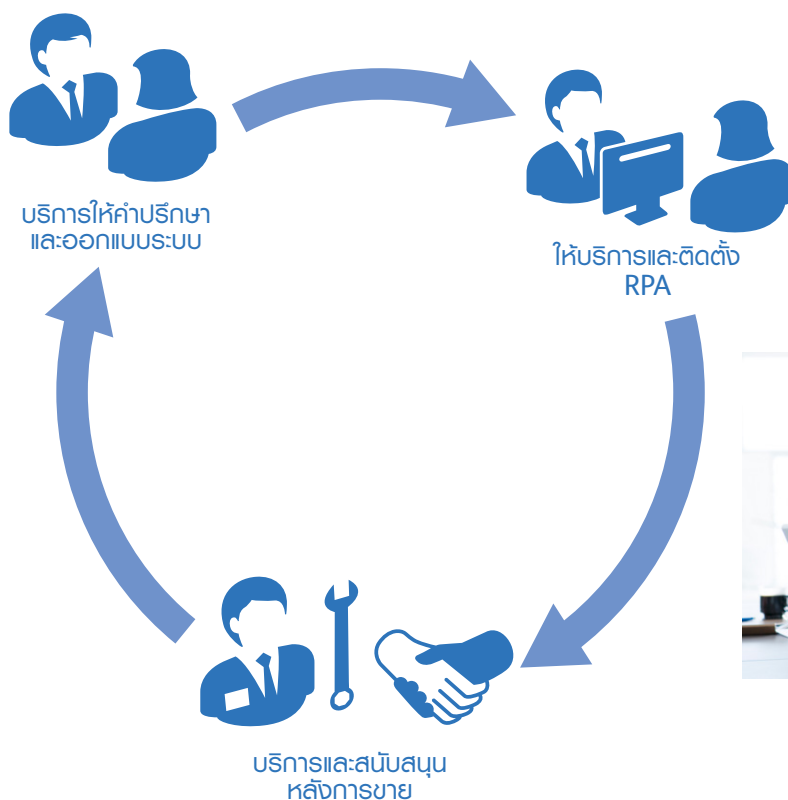 บริการให้คำปรึกษา
และออกแบบระบบ
ให้บริการและติดตั้ง
RPA
บริการและสนับสนุน
หลังการขาย